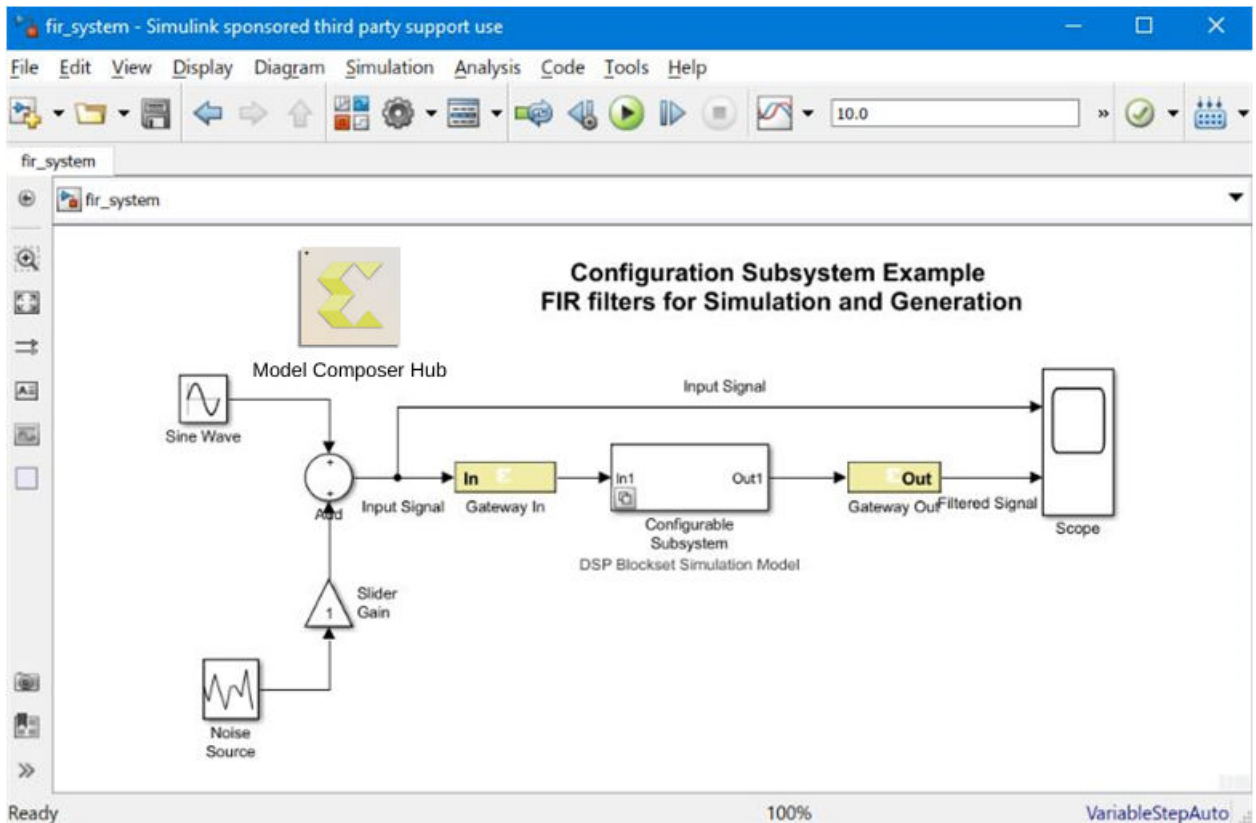 fir_system - Simulink sponsored third party support use
File Edit View Display Diagram Simulation Analysis Code Tools Help
10.0 »
fir_system
fir_system
Configuration Subsystem Example
FIR filters for Simulation and Generation
Model Composer Hub
Input Signal
Sine Wave
+
+
Add
Input Signal
In
Gateway In
In1
Out1
Configurable
Subsystem
DSP Blockset Simulation Model
Out
Gateway Out
Filtered Signal
Scope
1
Slider
Gain
Noise
Source
Ready
100%
VariableStepAuto